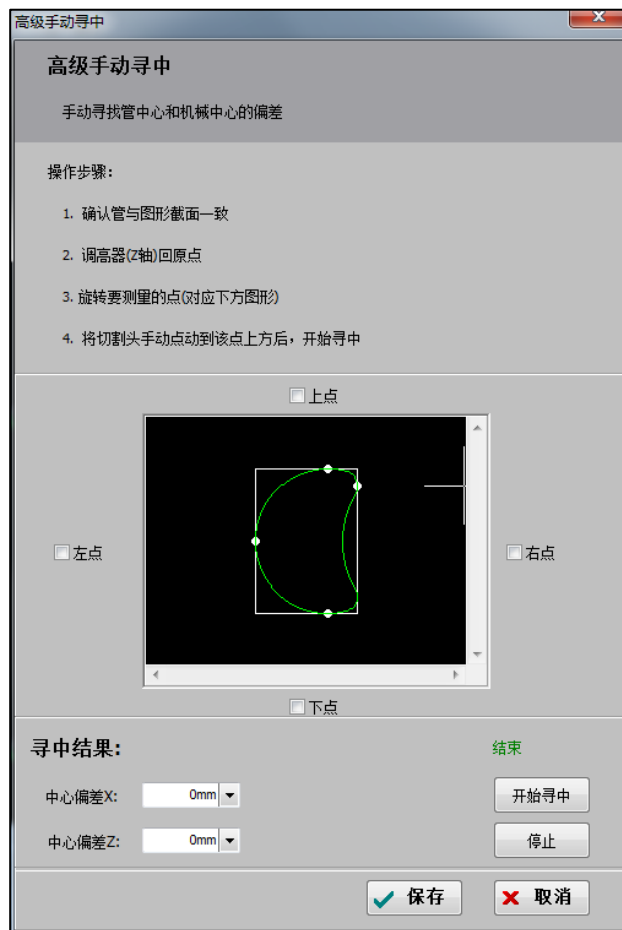 高级手动寻中
高级手动寻中
手动寻找管中心和机械中心的偏差
操作步骤:
1. 确认管与图形截面一致
2. 调高器(Z轴)回原点
3. 旋转要测量的点(对应下方图形)
4. 将切割头手动点动到该点上方后，开始寻中
上点
左点
右点
下点
寻中结果:
结束
中心偏差X:
0mm
开始寻中
中心偏差Z:
0mm
停止
保存
取消